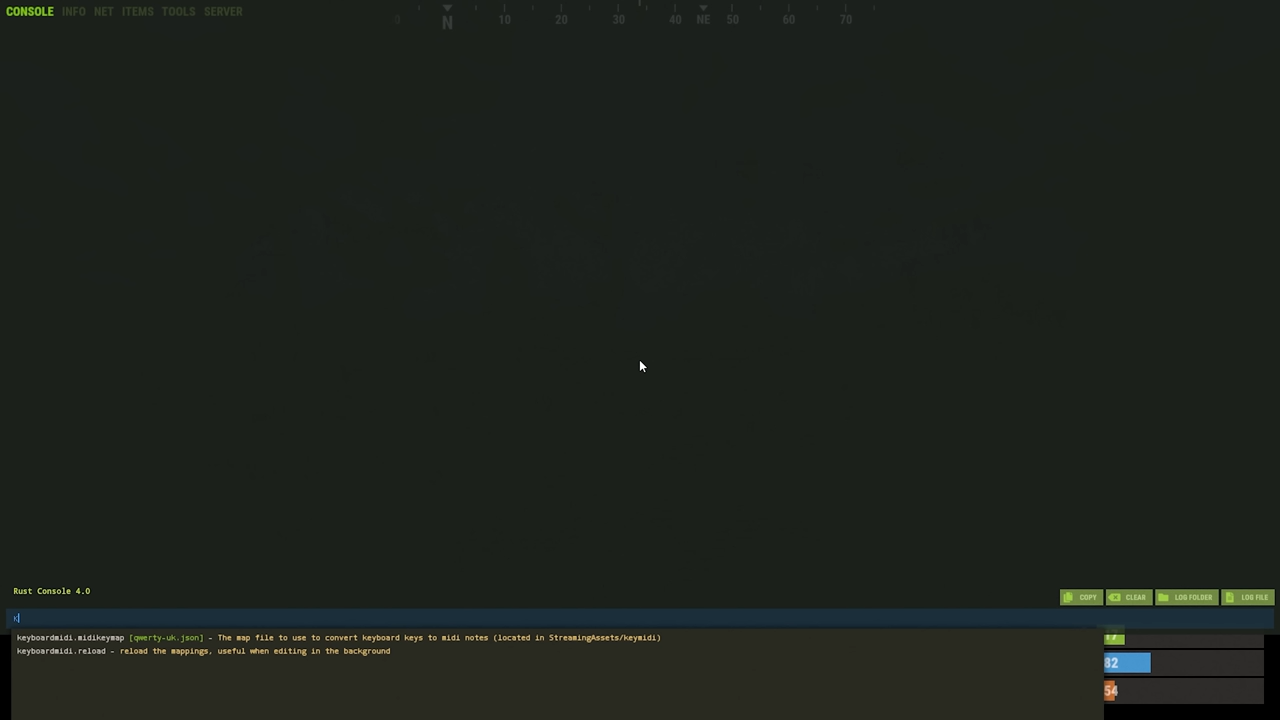 CONSOLE INFO NET ITEMS TOOLS SERVER
N 10 20 30 40 NE 50 60 70
Rust Console 4.0
COPY CLEAR LOG FOLDER LOG FILE
k
keyboardmidi.midikeymap [qwerty-uk.json] - The map file to use to convert keyboard keys to midi notes (located in StreamingAssets/keymidi)
keyboardmidi.reload - reload the mappings, useful when editing in the background
82
54